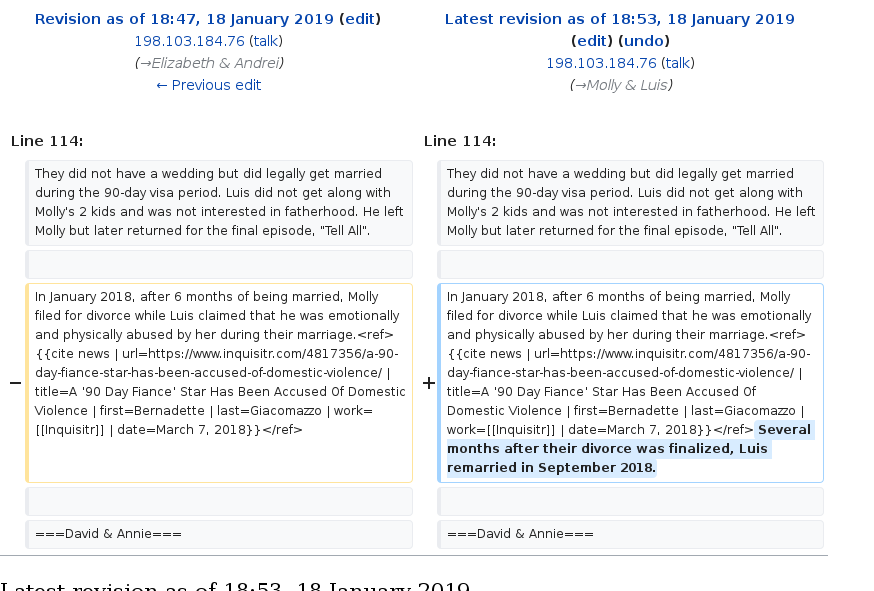 Revision as of 18:47, 18 January 2019 (edit)
198.103.184.76 (talk)
(→Elizabeth & Andrei)
← Previous edit
Latest revision as of 18:53, 18 January 2019
(edit) (undo)
198.103.184.76 (talk)
(→Molly & Luis)
Line 114:
Line 114:
They did not have a wedding but did legally get married
during the 90-day visa period. Luis did not get along with
Molly's 2 kids and was not interested in fatherhood. He left
Molly but later returned for the final episode, "Tell All".
They did not have a wedding but did legally get married
during the 90-day visa period. Luis did not get along with
Molly's 2 kids and was not interested in fatherhood. He left
Molly but later returned for the final episode, "Tell All".
−
In January 2018, after 6 months of being married, Molly
filed for divorce while Luis claimed that he was emotionally
and physically abused by her during their marriage.<ref>
{{cite news | url=https://www.inquisitr.com/4817356/a-90-
day-fiance-star-has-been-accused-of-domestic-violence/ |
title=A '90 Day Fiance' Star Has Been Accused Of Domestic
Violence | first=Bernadette | last=Giacomazzo | work=
[[Inquisitr]] | date=March 7, 2018}}</ref>
+
In January 2018, after 6 months of being married, Molly
filed for divorce while Luis claimed that he was emotionally
and physically abused by her during their marriage.<ref>
{{cite news | url=https://www.inquisitr.com/4817356/a-90-
day-fiance-star-has-been-accused-of-domestic-violence/ |
title=A '90 Day Fiance' Star Has Been Accused Of
Domestic Violence | first=Bernadette | last=Giacomazzo |
work=[[Inquisitr]] | date=March 7, 2018}}</ref> Several
months after their divorce was finalized, Luis
remarried in September 2018.
===David & Annie===
===David & Annie===
Latest revision as of 18:53, 18 January 2019